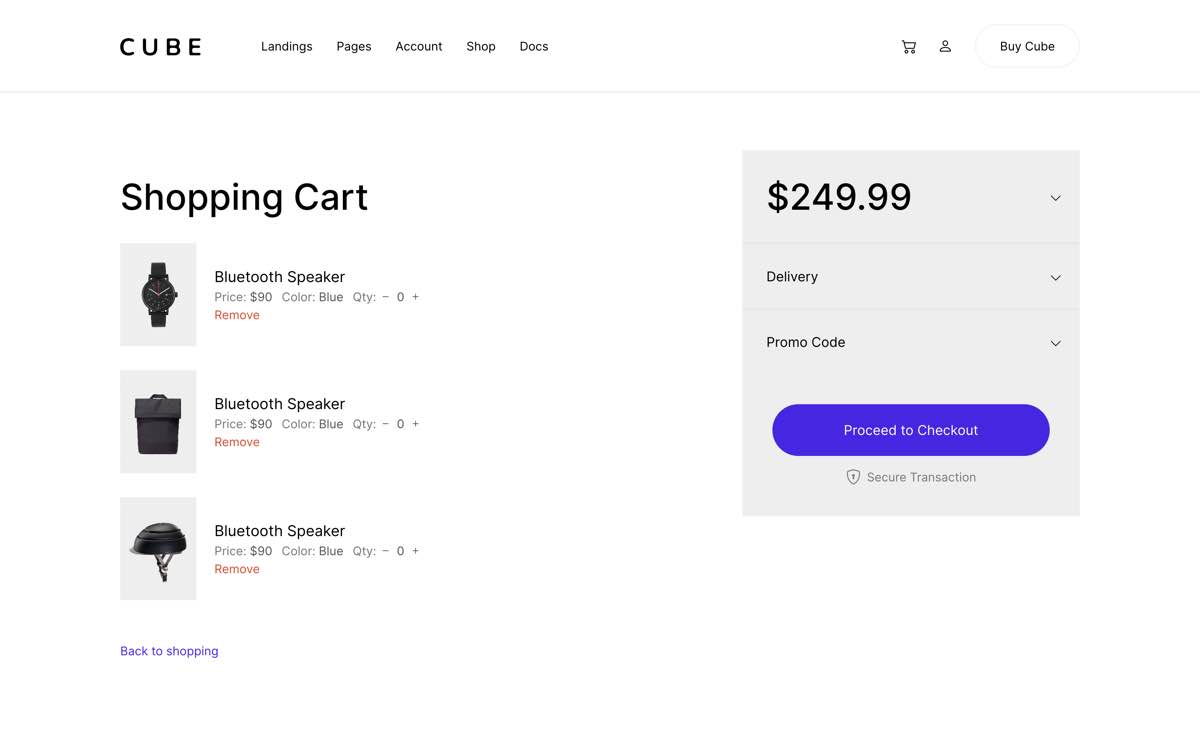 CUBE
Landings Pages Account Shop Docs
Buy Cube
Shopping Cart
Bluetooth Speaker
Price: $90 Color: Blue Qty: − 0 +
Remove
Bluetooth Speaker
Price: $90 Color: Blue Qty: − 0 +
Remove
Bluetooth Speaker
Price: $90 Color: Blue Qty: − 0 +
Remove
Back to shopping
$249.99
Delivery
Promo Code
Proceed to Checkout
Secure Transaction